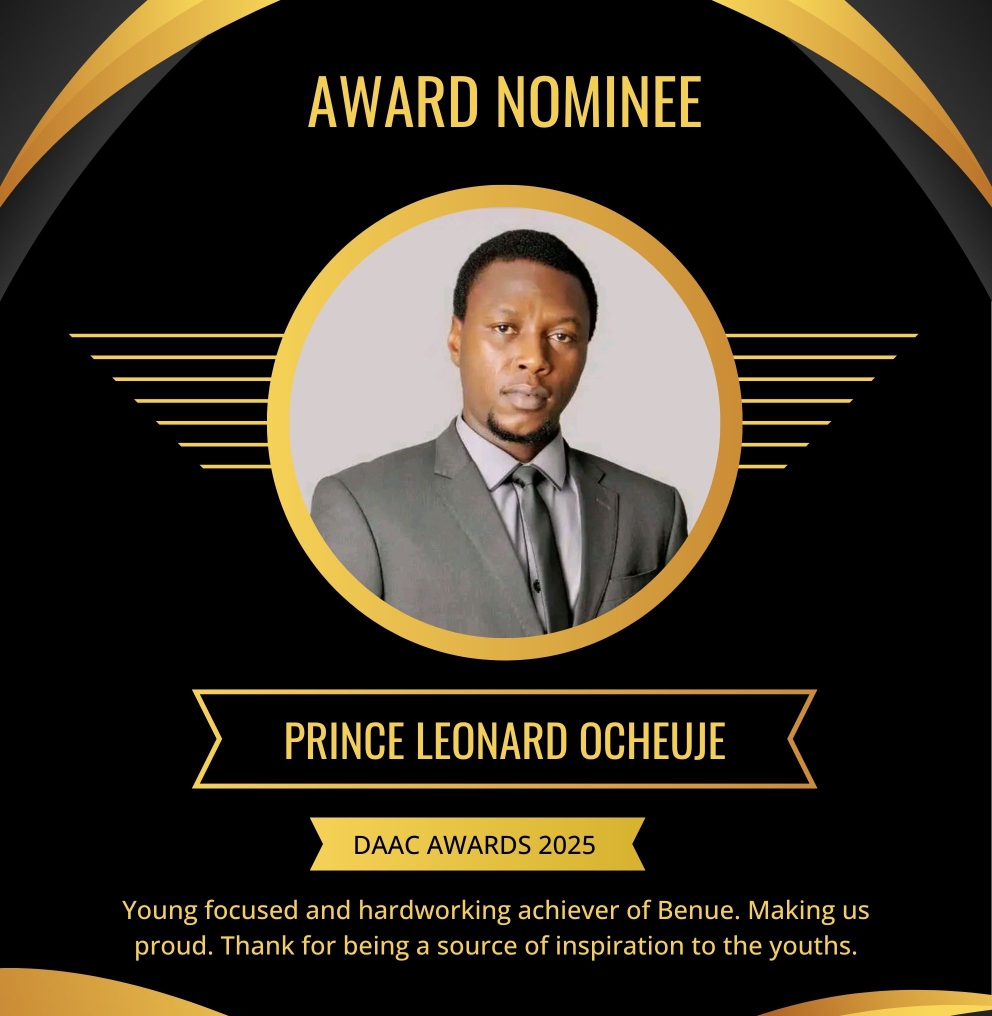 AWARD NOMINEE
PRINCE LEONARD OCHEUJE
DAAC AWARDS 2025
Young focused and hardworking achiever of Benue. Making us
proud. Thank for being a source of inspiration to the youths.